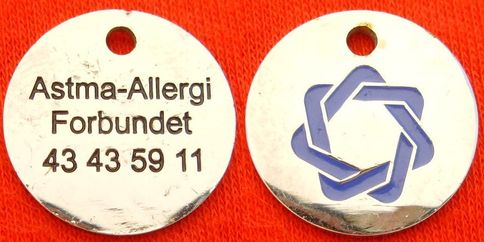 Astma-Allergi
Forbundet
43 43 59 11